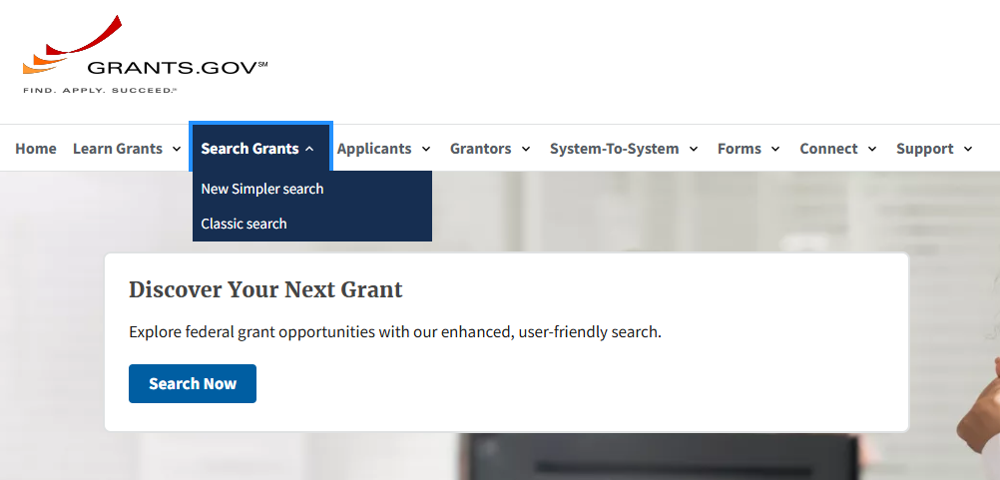 GRANTS.GOV℠
FIND. APPLY. SUCCEED.℠
Home Learn Grants Search Grants Applicants Grantors System-To-System Forms Connect Support
New Simpler search
Classic search
Discover Your Next Grant
Explore federal grant opportunities with our enhanced, user-friendly search.
Search Now